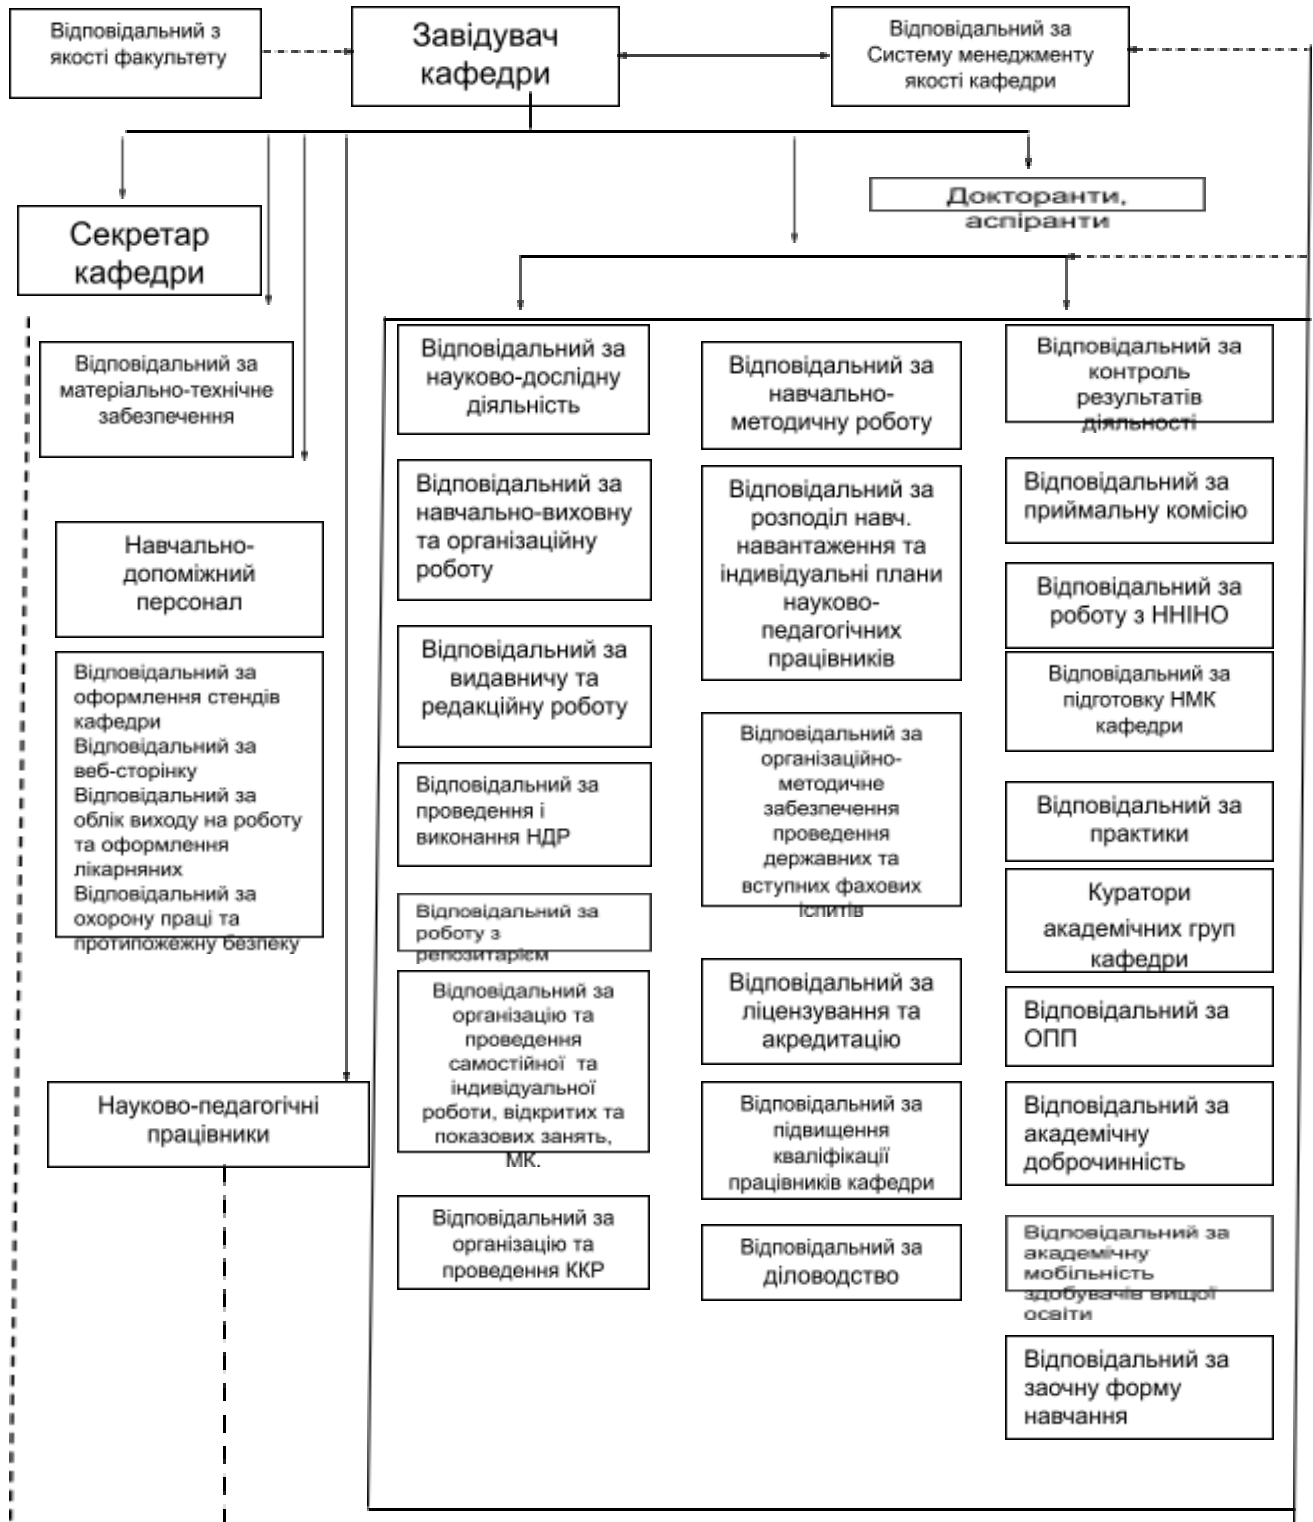 Відповідальний з
якості факультету
Завідувач
кафедри
Відповідальний за
Систему менеджменту
якості кафедри
Докторанти,
аспіранти
Секретар
кафедри
Відповідальний за
матеріально-технічне
забезпечення
Навчально-
допоміжний
персонал
Відповідальний за
оформлення стендів
кафедри
Відповідальний за
веб-сторінку
Відповідальний за
облік виходу на роботу
та оформлення
лікарняних
Відповідальний за
охорону праці та
протипожежну безпеку
Науково-педагогічні
працівники
Відповідальний за
науково-дослідну
діяльність
Відповідальний за
навчально-виховну
та організаційну
роботу
Відповідальний за
видавничу та
редакційну роботу
Відповідальний за
проведення і
виконання НДР
Відповідальний за
роботу з
репозитарієм
Відповідальний за
організацію та
проведення
самостійної та
індивідуальної
роботи, відкритих та
показових занять,
МК.
Відповідальний за
організацію та
проведення ККР
Відповідальний за
навчально-
методичну роботу
Відповідальний за
розподіл навч.
навантаження та
індивідуальні плани
науково-
педагогічних
працівників
Відповідальний за
організаційно-
методичне
забезпечення
проведення
державних та
вступних фахових
іспитів
Відповідальний за
ліцензування та
акредитацію
Відповідальний за
підвищення
кваліфікації
працівників кафедри
Відповідальний за
діловодство
Відповідальний за
контроль
результатів
діяльності
Відповідальний за
приймальну комісію
Відповідальний за
роботу з ННІНО
Відповідальний за
підготовку НМК
кафедри
Відповідальний за
практики
Куратори
академічних груп
кафедри
Відповідальний за
ОПП
Відповідальний за
академічну
доброчинність
Відповідальний за
академічну
мобільність
здобувачів вищої
освіти
Відповідальний за
заочну форму
навчання